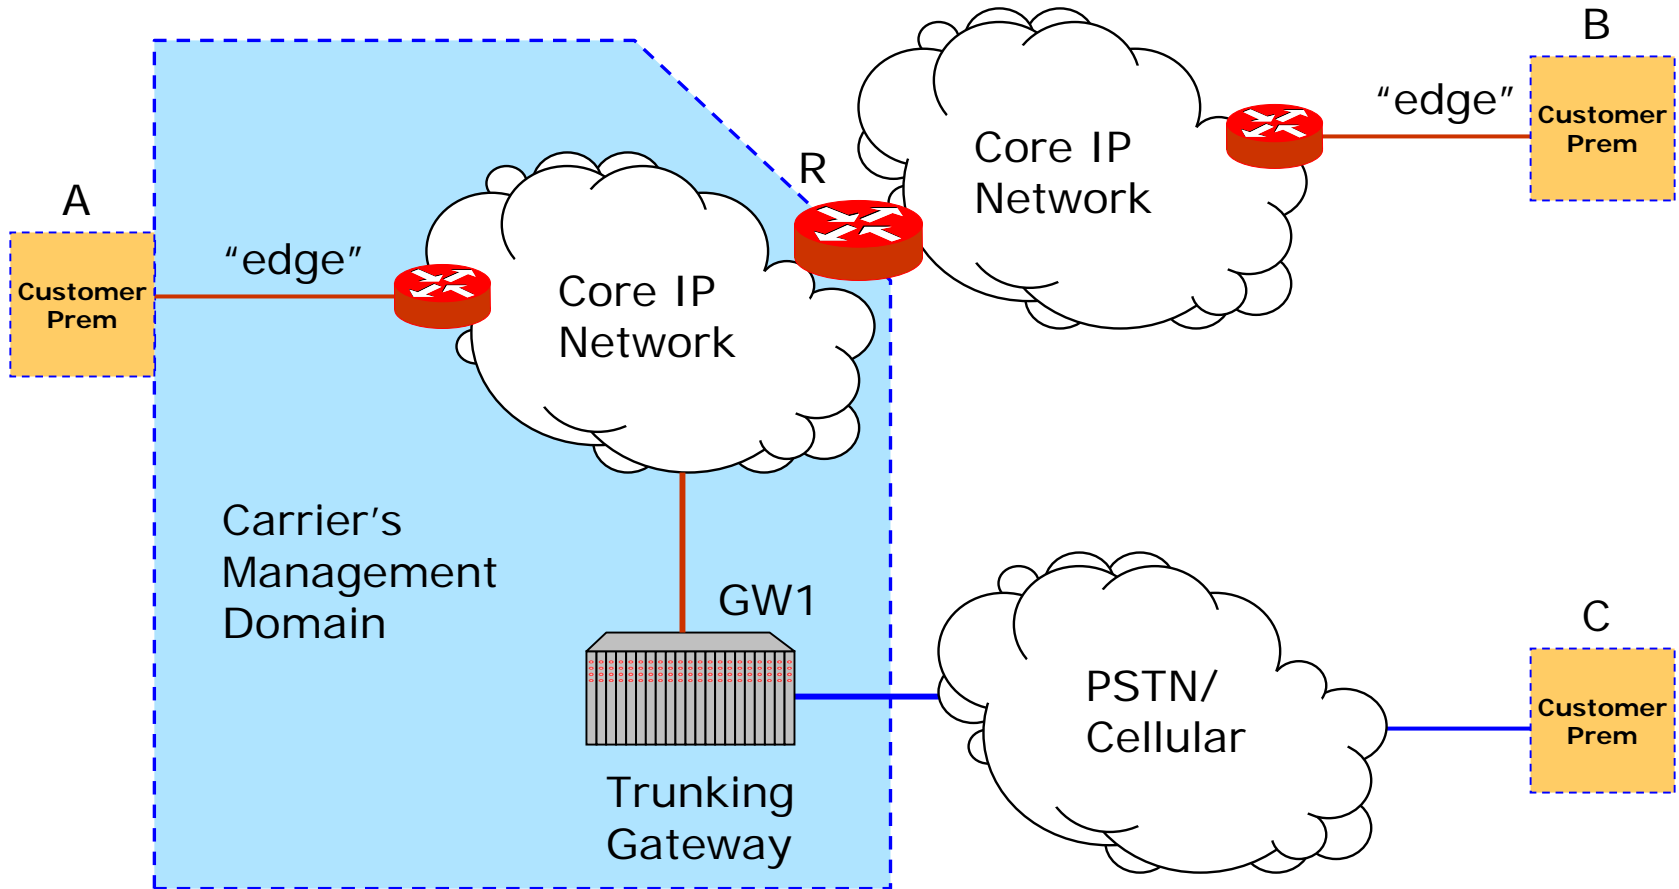 B
“edge”
Customer
Prem
Core IP
Network
R
A
“edge”
Customer
Prem
Core IP
Network
Carrier’s
Management
Domain
GW1
Trunking
Gateway
PSTN/
Cellular
C
Customer
Prem